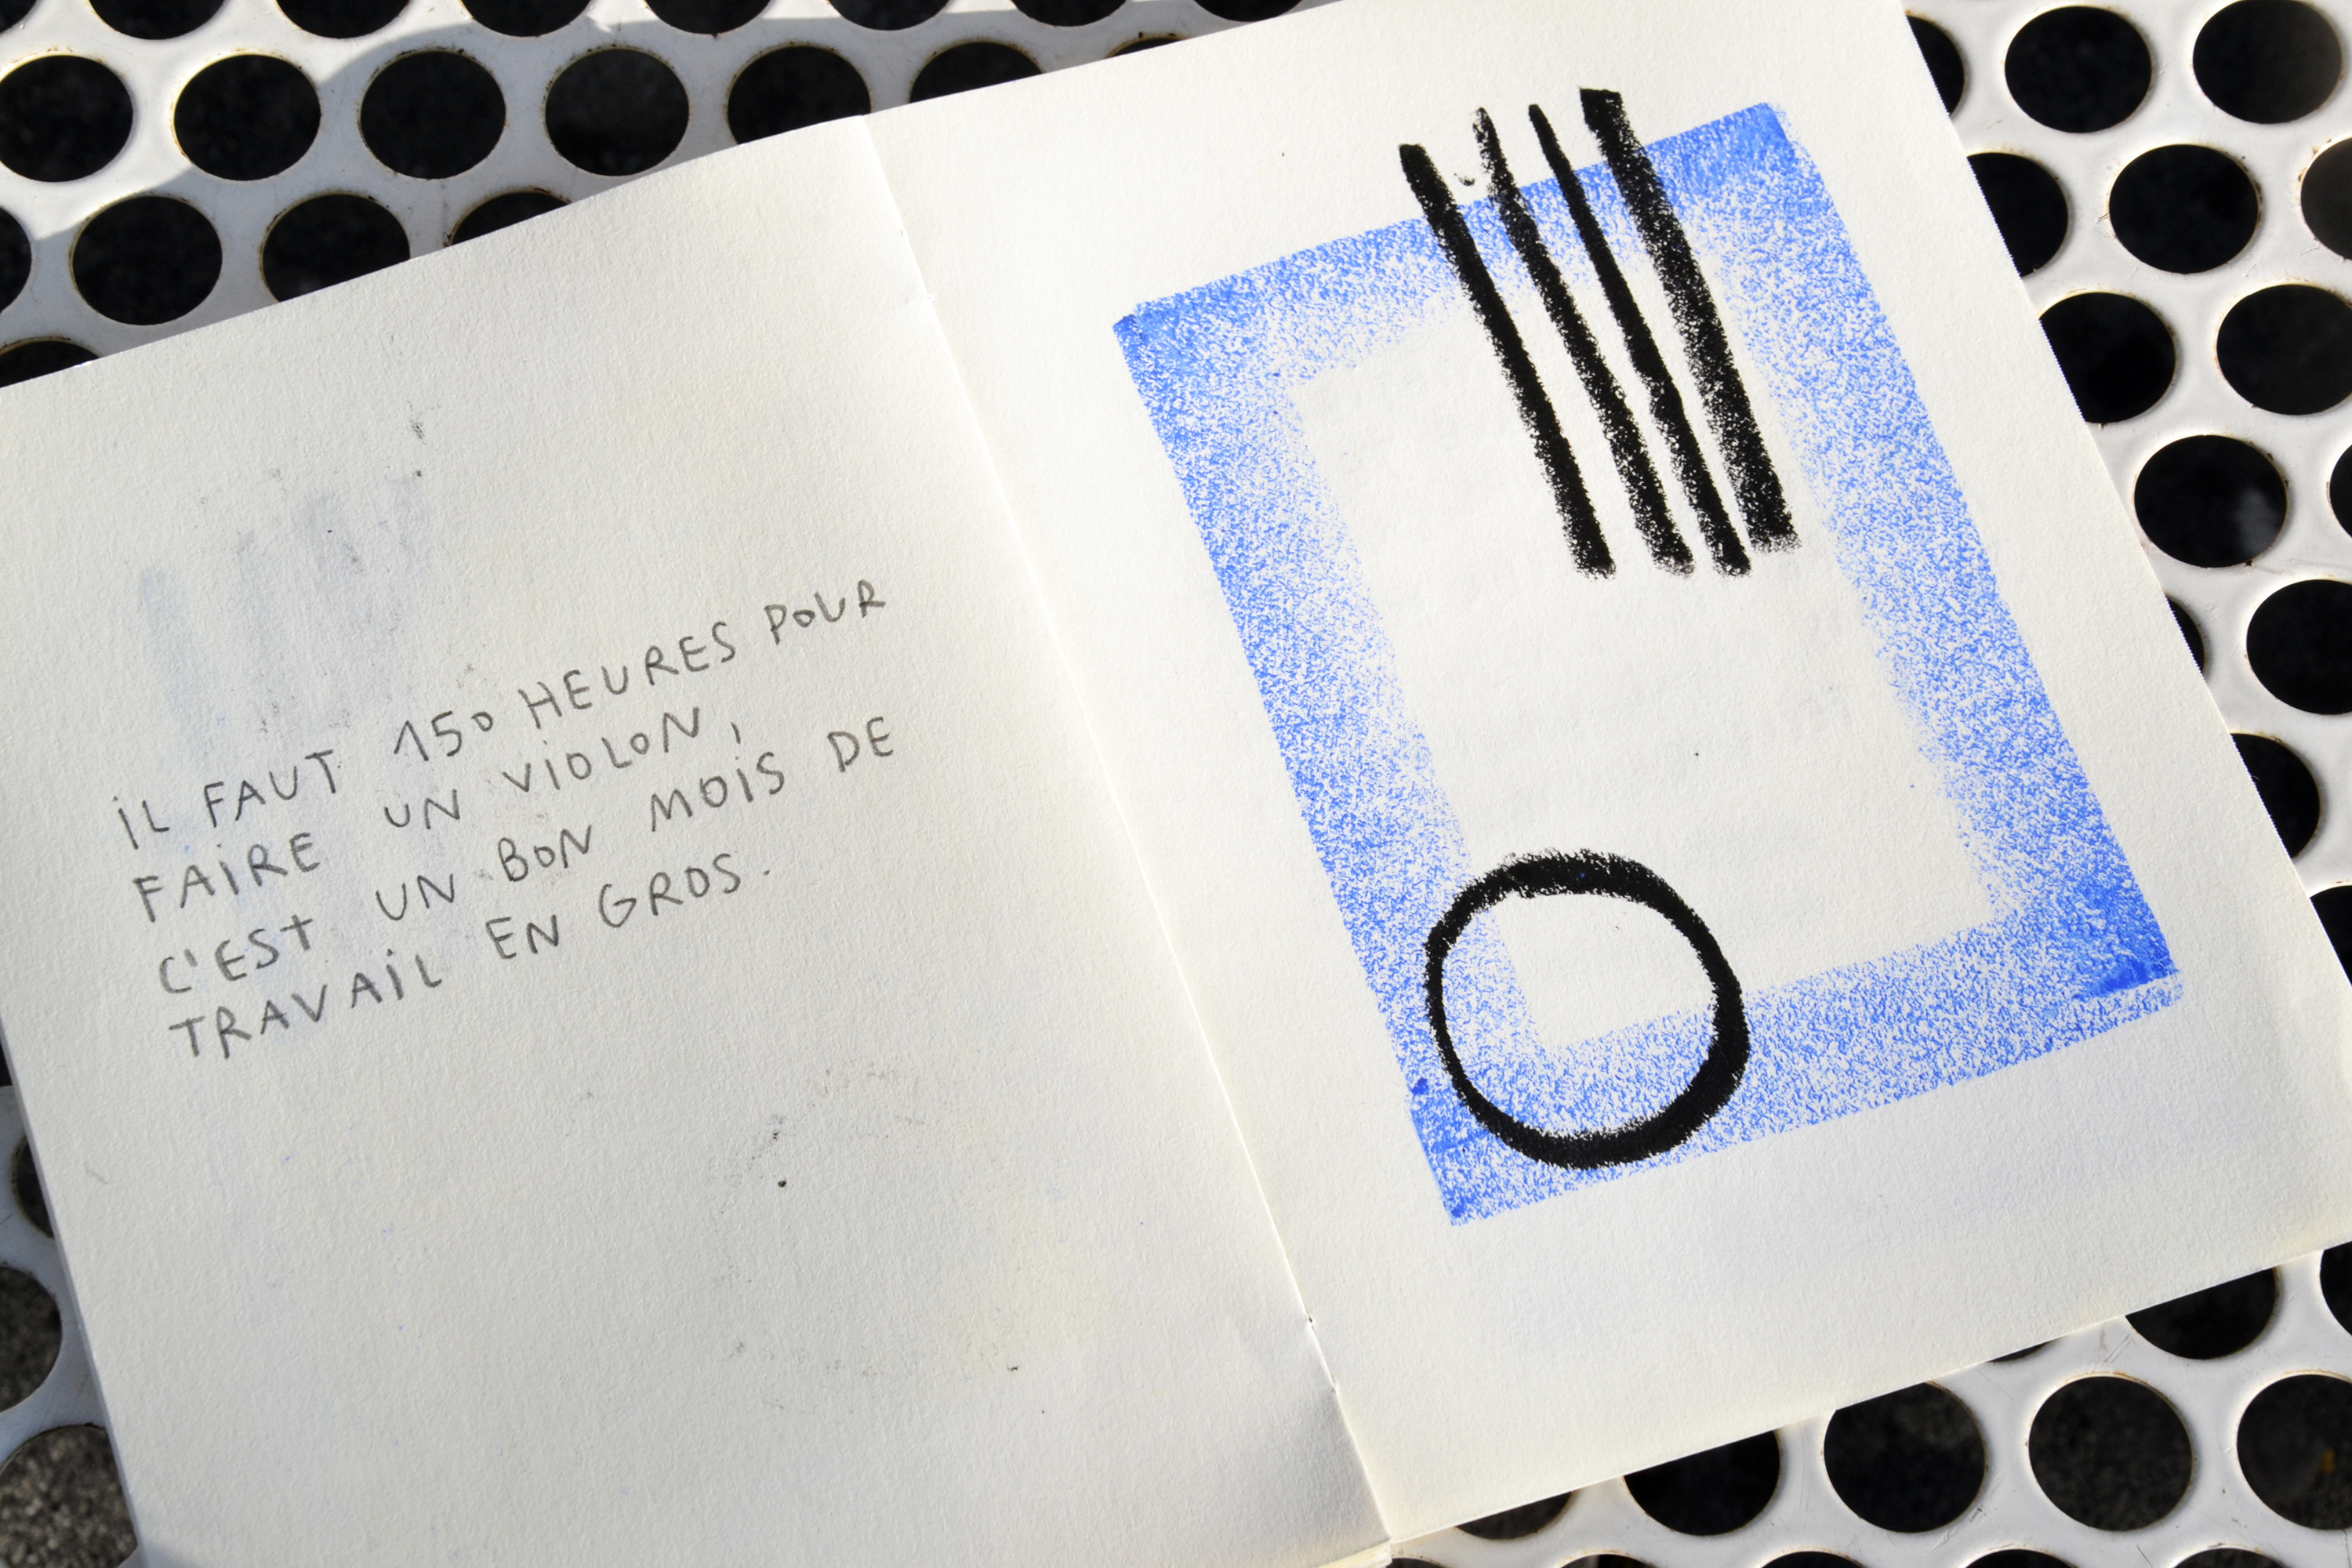 iL FAUT 150 HEURES POUR
FAiRE UN ViOLON,
C'EST UN BON MOiS DE
TRAVAiL EN GROS.